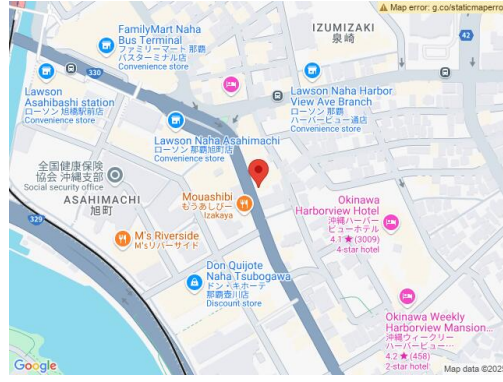 Map error: g.co/staticmaperro
IZUMIZAKI
泉崎
FamilyMart Naha
Bus Terminal
ファミリーマート 那覇
バスターミナル店
Convenience store
42
330
Lawson
Asahibashi station
ローソン 旭橋駅前店
Convenience store
Lawson Naha Harbor
View Ave Branch
ローソン 那覇
ハーバービュー通店
Convenience store
Lawson Naha Asahimachi
ローソン 那覇旭町店
Convenience store
全国健康保険
協会 沖縄支部
Social security office
ASAHIMACHI
旭町
Mouashibi
もうあしびー
Izakaya
329
M's Riverside
M'sリバーサイド
Okinawa
Harborview Hotel
沖縄ハーバー
ビューホテル
4.1★(3009)
4-star hotel
Don Quijote
Naha Tsubogawa
ドン・キホーテ
那覇壺川店
Discount store
Okinawa Weekly
Harborview Mansion...
沖縄ウィークリー
ハーバービュー…
4.2★(458)
2-star hotel
Google
Map data ©202